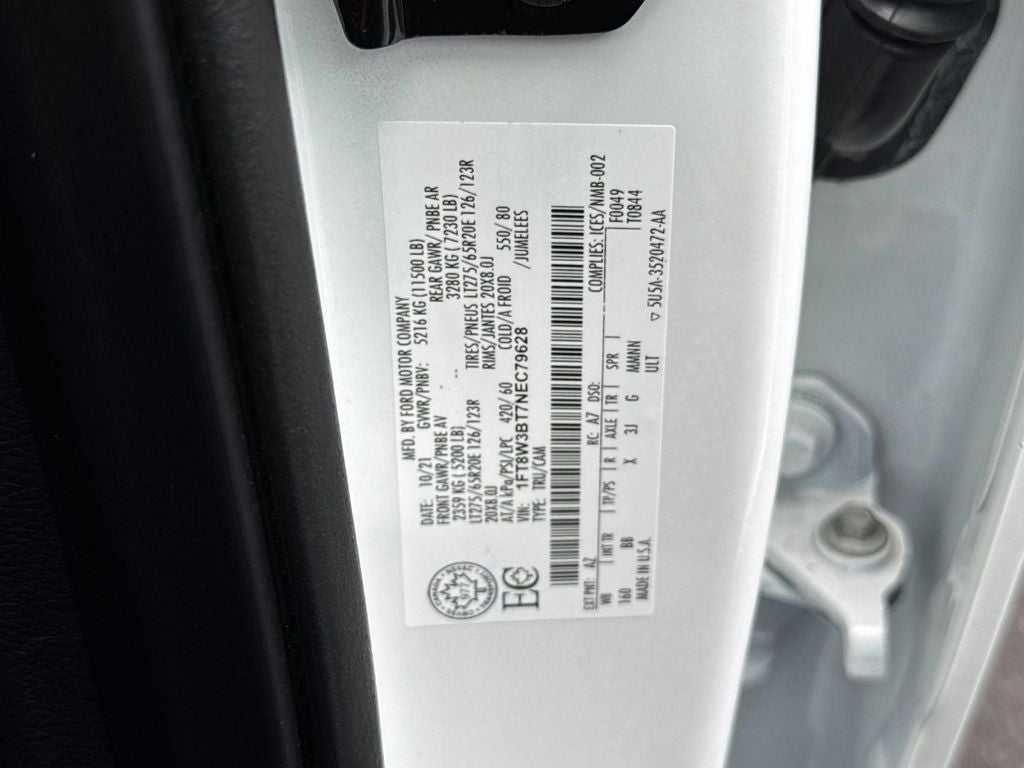 MFD. BY FORD MOTOR COMPANY
DATE: 10/21 GVWR/PNBV: 5216 KG (11500 LB)
FRONT GAWR/PNBE AV REAR GAWR/ PNBE AR
2359 KG ( 5200 LB) -- 3280 KG ( 7230 LB)
LT275/65R20E 126/123R TIRES/PNEUS LT275/65R20E 126/123R
20X8.0J RIMS/JANTES 20X8.0J
AT/A kPa/PSI/LPC 420/ 60 COLD/A FROID 550/ 80
VIN: 1FT8W3BT7NEC79628 /JUMELEES
TYPE: TRU/CAM
EXT PNT: AZ RC: A7 DSO: COMPLIES: ICES/NMB-002
WB INT TR TP/PS R AXLE TR SPR F0049
160 BB X 3J G MMNN T0844
MADE IN U.S.A. ULT ▽ 5U5A-3520472-AA
CANADA
977
EC